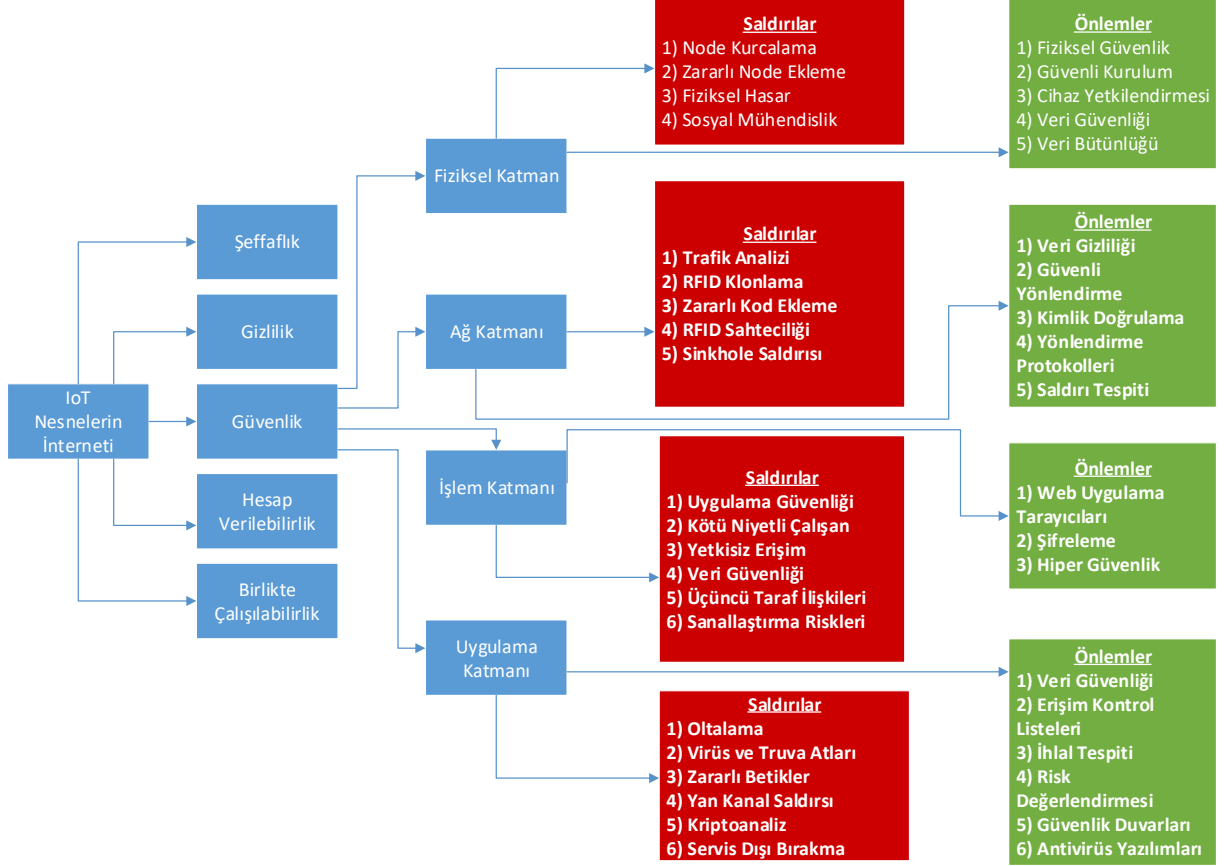 IoT
Nesnelerin
İnterneti
Şeffaflık
Gizlilik
Güvenlik
Hesap
Verilebilirlik
Birlikte
Çalışılabilirlik
Fiziksel Katman
Ağ Katmanı
İşlem Katmanı
Uygulama
Katmanı
Saldırılar
1) Node Kurcalama
2) Zararlı Node Ekleme
3) Fiziksel Hasar
4) Sosyal Mühendislik
Önlemler
1) Fiziksel Güvenlik
2) Güvenli Kurulum
3) Cihaz Yetkilendirmesi
4) Veri Güvenliği
5) Veri Bütünlüğü
Saldırılar
1) Trafik Analizi
2) RFID Klonlama
3) Zararlı Kod Ekleme
4) RFID Sahteciliği
5) Sinkhole Saldırısı
Önlemler
1) Veri Gizliliği
2) Güvenli
Yönlendirme
3) Kimlik Doğrulama
4) Yönlendirme
Protokolleri
5) Saldırı Tespiti
Saldırılar
1) Uygulama Güvenliği
2) Kötü Niyetli Çalışan
3) Yetkisiz Erişim
4) Veri Güvenliği
5) Üçüncü Taraf İlişkileri
6) Sanallaştırma Riskleri
Önlemler
1) Web Uygulama
Tarayıcıları
2) Şifreleme
3) Hiper Güvenlik
Saldırılar
1) Oltalama
2) Virüs ve Truva Atları
3) Zararlı Betikler
4) Yan Kanal Saldırsı
5) Kriptoanaliz
6) Servis Dışı Bırakma
Önlemler
1) Veri Güvenliği
2) Erişim Kontrol
Listeleri
3) İhlal Tespiti
4) Risk
Değerlendirmesi
5) Güvenlik Duvarları
6) Antivirüs Yazılımları